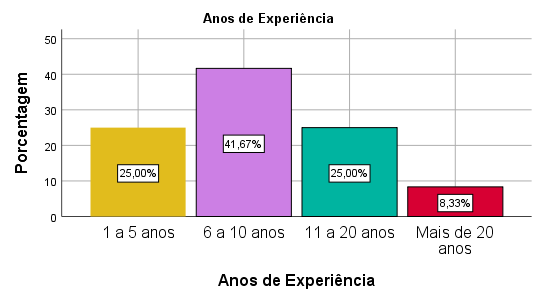 Anos de Experiência
Porcentagem
50
40
30
20
10
0
25,00%
41,67%
25,00%
8,33%
1 a 5 anos
6 a 10 anos
11 a 20 anos
Mais de 20
anos
Anos de Experiência